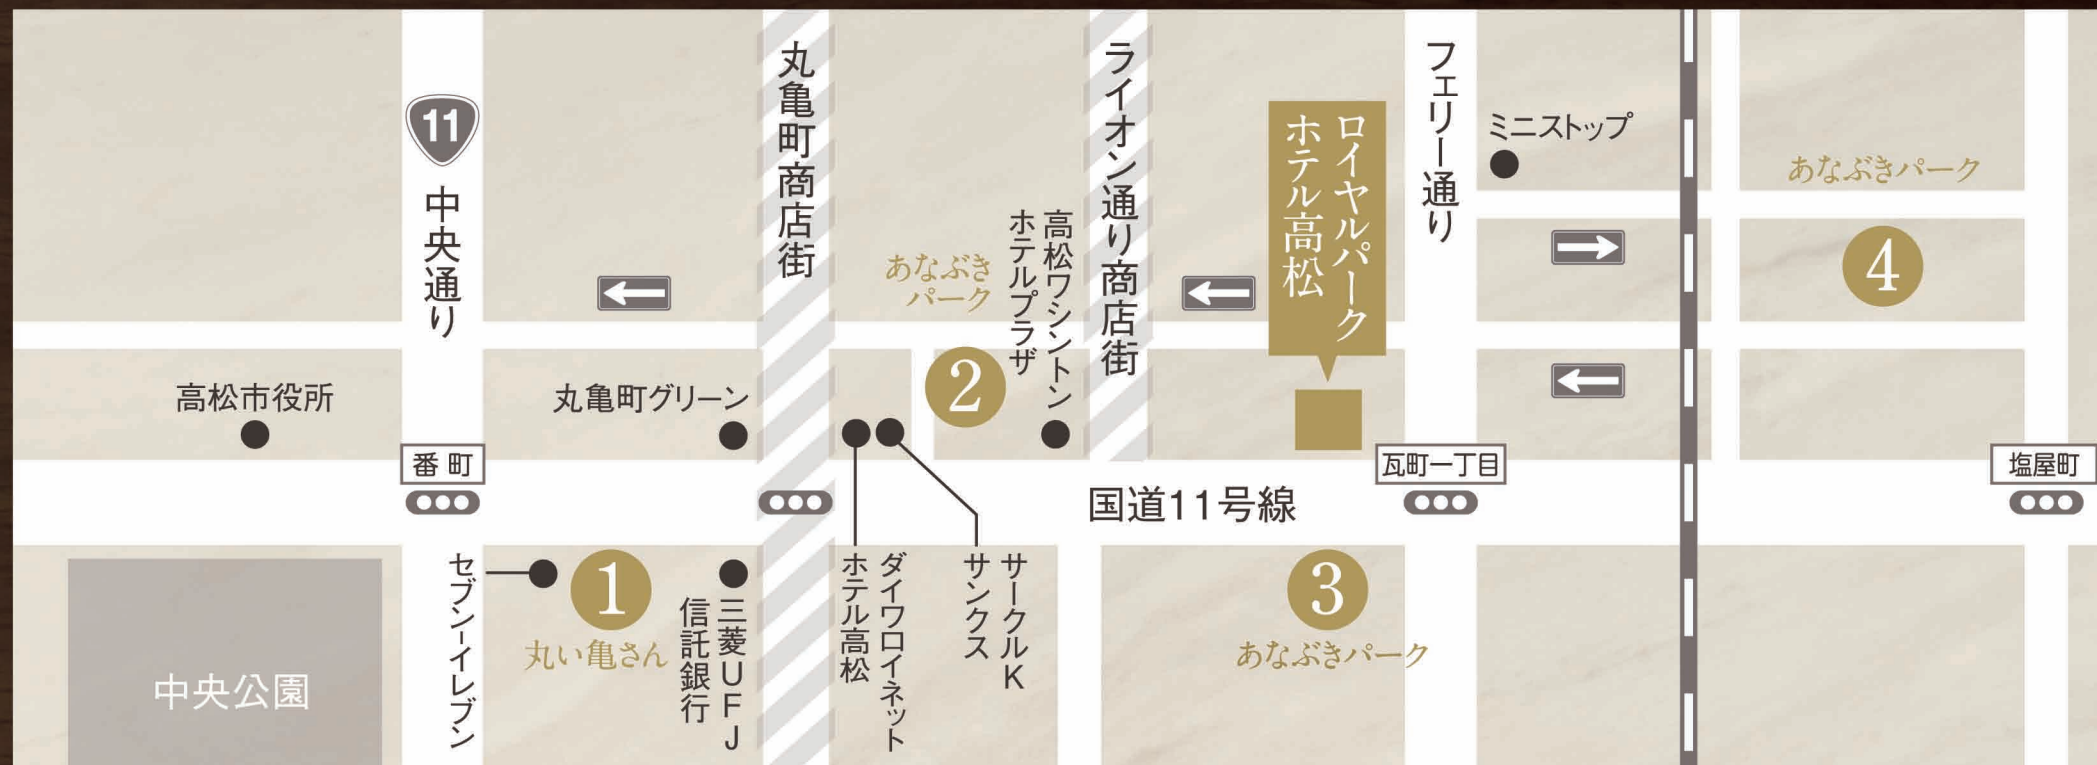 11
中央通り
丸亀町商店街
ライオン通り商店街
ロイヤルパーク
ホテル高松
フェリー通り
ミニストップ
あなぶきパーク
4
あなぶき
パーク
2
高松ワシントン
ホテルプラザ
高松市役所
丸亀町グリーン
番町
瓦町一丁目
塩屋町
国道11号線
セブン-イレブン
1
丸い亀さん
三菱UFJ
信託銀行
ダイワロイネット
ホテル高松
サークルK
サンクス
3
あなぶきパーク
中央公園